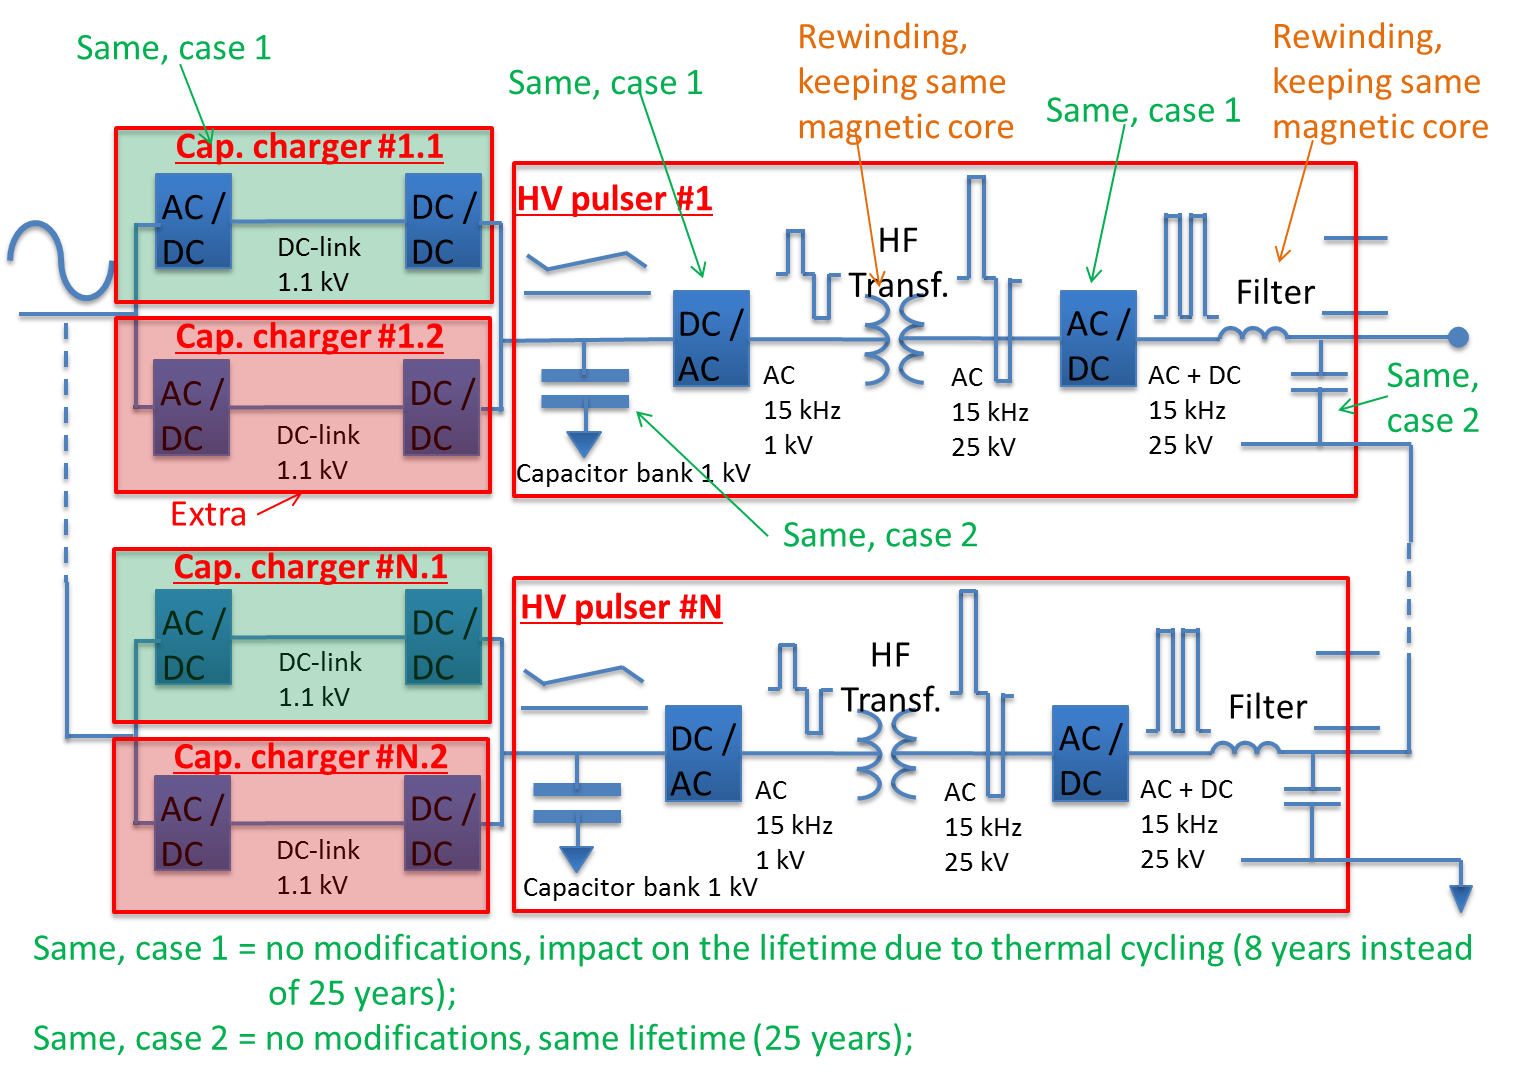 Same, case 1
Same, case 1
Rewinding,
keeping same
magnetic core
Same, case 1
Rewinding,
keeping same
magnetic core
Cap. charger #1.1
AC /
DC
DC-link
1.1 kV
DC /
DC
Cap. charger #1.2
AC /
DC
DC-link
1.1 kV
DC /
DC
Extra
HV pulser #1
Capacitor bank 1 kV
DC /
AC
AC
15 kHz
1 kV
HF
Transf.
AC
15 kHz
25 kV
AC /
DC
AC + DC
15 kHz
25 kV
Filter
Same,
case 2
Same, case 2
Cap. charger #N.1
AC /
DC
DC-link
1.1 kV
DC /
DC
Cap. charger #N.2
AC /
DC
DC-link
1.1 kV
DC /
DC
HV pulser #N
Capacitor bank 1 kV
DC /
AC
AC
15 kHz
1 kV
HF
Transf.
AC
15 kHz
25 kV
AC /
DC
AC + DC
15 kHz
25 kV
Filter
Same, case 1 = no modifications, impact on the lifetime due to thermal cycling (8 years instead
of 25 years);
Same, case 2 = no modifications, same lifetime (25 years);